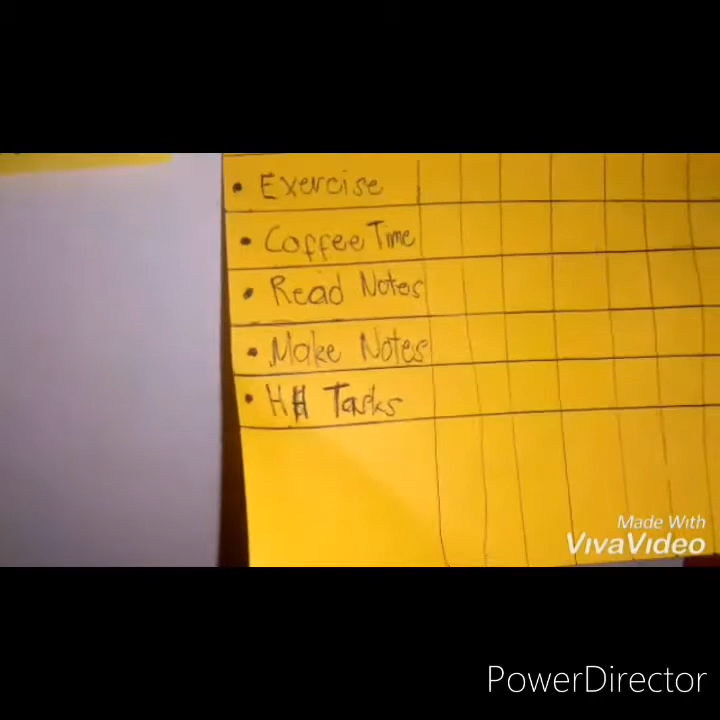 • Exercise
• Coffee Time
• Read Notes
• Make Notes
• HH Tasks
Made With
VivaVideo
PowerDirector